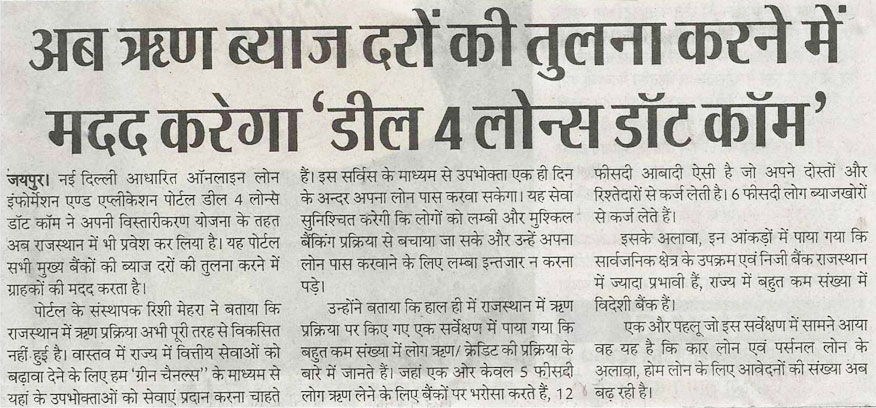 अब ऋण ब्याज दरों की तुलना करने में
मदद करेगा ‘डील 4 लोन्स डॉट कॉम’
जयपुर। नई दिल्ली आधारित ऑनलाइन लोन
इंफोर्मेशन एण्ड एप्लीकेशन पोर्टल डील 4 लोन्से
डॉट कॉम ने अपनी विस्तारीकरण योजना के तहत
अब राजस्थान में भी प्रवेश कर लिया है। यह पोर्टल
सभी मुख्य बैंकों की ब्याज दरों की तुलना करने में
ग्राहकों की मदद करता है।
पोर्टल के संस्थापक रिशी मेहरा ने बताया कि
राजस्थान में ऋण प्रक्रिया अभी पूरी तरह से विकसित
नहीं हुई है। वास्तव में राज्य में वित्तीय सेवाओं को
बढ़ावा देने के लिए हम ‘ग्रीन चैनल्स’’ के माध्यम से
यहां के उपभोक्ताओं को सेवाएं प्रदान करना चाहते
हैं। इस सर्विस के माध्यम से उपभोक्ता एक ही दिन
के अन्दर अपना लोन पास करवा सकेगा। यह सेवा
सुनिश्चित करेगी कि लोगों को लम्बी और मुश्किल
बैंकिंग प्रक्रिया से बचाया जा सके और उन्हें अपना
लोन पास करवाने के लिए लम्बा इन्तजार न करना
पड़े।
उन्होंने बताया कि हाल ही में राजस्थान में ऋण
प्रक्रिया पर किए गए एक सर्वेक्षण में पाया गया कि
बहुत कम संख्या में लोग ऋण/ क्रेडिट की प्रक्रिया के
बारे में जानते हैं। जहां एक ओर केवल 5 फीसदी
लोग ऋण लेने के लिए बैंकों पर भरोसा करते हैं, 12
फीसदी आबादी ऐसी है जो अपने दोस्तों और
रिश्तेदारों से कर्ज लेती है। 6 फीसदी लोग ब्याजखोरों
से कर्ज लेते हैं।
इसके अलावा, इन आंकड़ों में पाया गया कि
सार्वजनिक क्षेत्र के उपक्रम एवं निजी बैंक राजस्थान
में ज्यादा प्रभावी हैं, राज्य में बहुत कम संख्या में
विदेशी बैंक हैं।
एक और पहलू जो इस सर्वेक्षण में सामने आया
वह यह है कि कार लोन एवं पर्सनल लोन के
अलावा, होम लोन के लिए आवेदनों की संख्या अब
बढ़ रही है।